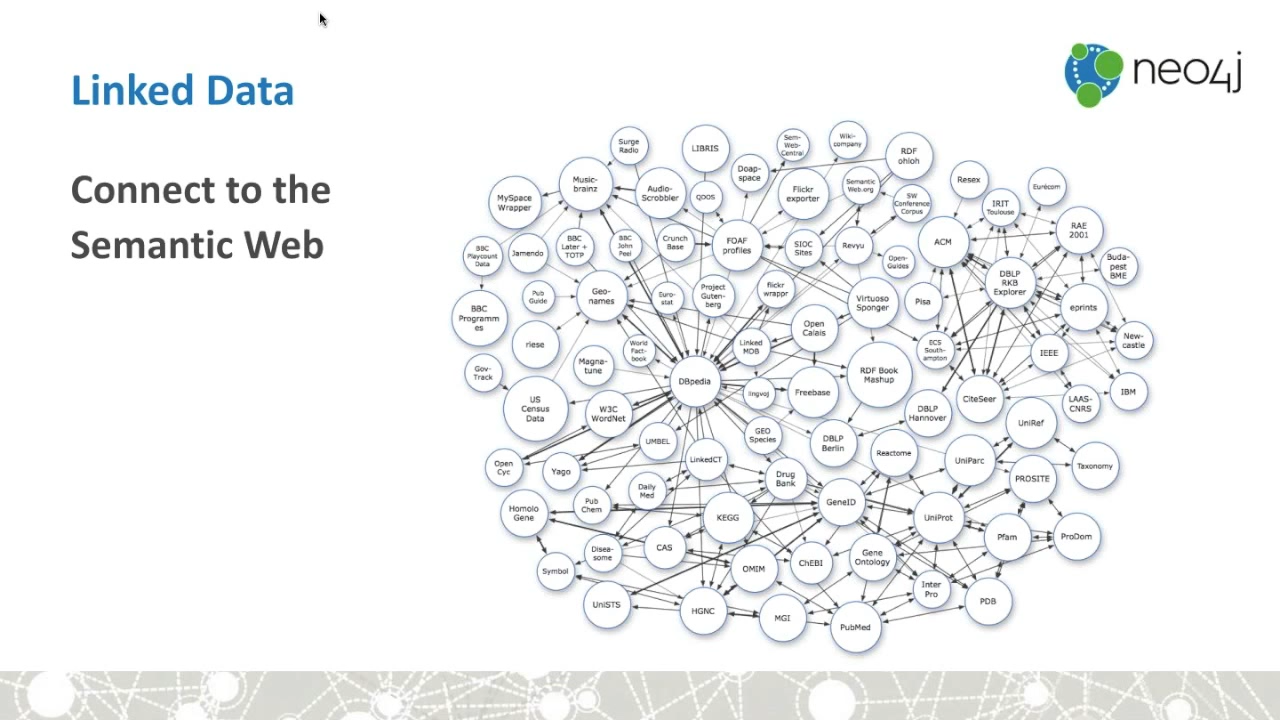 Linked Data
neo4j
Connect to the
Semantic Web
Surge
Radio
LIBRIS
Sem-
Web-
Central
Wiki-
company
RDF
ohloh
Music-
brainz
Audio-
Scrobbler
QDOS
Doap-
space
Flickr
exporter
Semantic
Web.org
SW
Conference
Corpus
Resex
IRIT
Toulouse
Eurécom
MySpace
Wrapper
BBC
Playcount
Data
Jamendo
BBC
Later +
TOTP
BBC
John
Peel
Crunch
Base
FOAF
profiles
SIOC
Sites
Revyu
Open-
Guides
ACM
DBLP
RKB
Explorer
RAE
2001
Buda-
pest
BME
Pub
Guide
Geo-
names
Euro-
stat
Project
Guten-
berg
flickr
wrappr
Virtuoso
Sponger
Pisa
eprints
BBC
Programm
es
riese
World
Fact-
book
Linked
MDB
Open
Calais
ECS
South-
ampton
IEEE
New-
castle
Gov-
Track
Magna-
tune
DBpedia
lingvoj
Freebase
RDF Book
Mashup
CiteSeer
LAAS-
CNRS
IBM
US
Census
Data
W3C
WordNet
DBLP
Hannover
UniRef
UMBEL
GEO
Species
DBLP
Berlin
Open
Cyc
Yago
LinkedCT
Reactome
UniParc
Taxonomy
Daily
Med
Drug
Bank
PROSITE
Homolo
Gene
Pub
Chem
KEGG
GeneID
UniProt
Pfam
ProDom
Symbol
Disea-
some
CAS
OMIM
ChEBI
Gene
Ontology
Inter
Pro
PDB
UniSTS
HGNC
MGI
PubMed